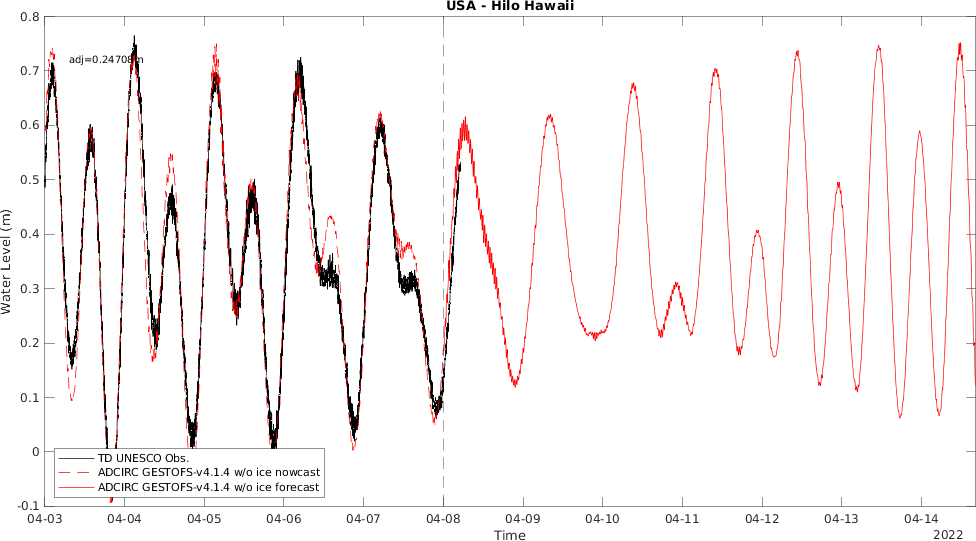 USA - Hilo Hawaii
adj=0.24708m
Water Level (m)
0.8
0.7
0.6
0.5
0.4
0.3
0.2
0.1
0
-0.1
TD UNESCO Obs.
ADCIRC GESTOFS-v4.1.4 w/o ice nowcast
ADCIRC GESTOFS-v4.1.4 w/o ice forecast
04-03 04-04 04-05 04-06 04-07 04-08 04-09 04-10 04-11 04-12 04-13 04-14
Time
2022